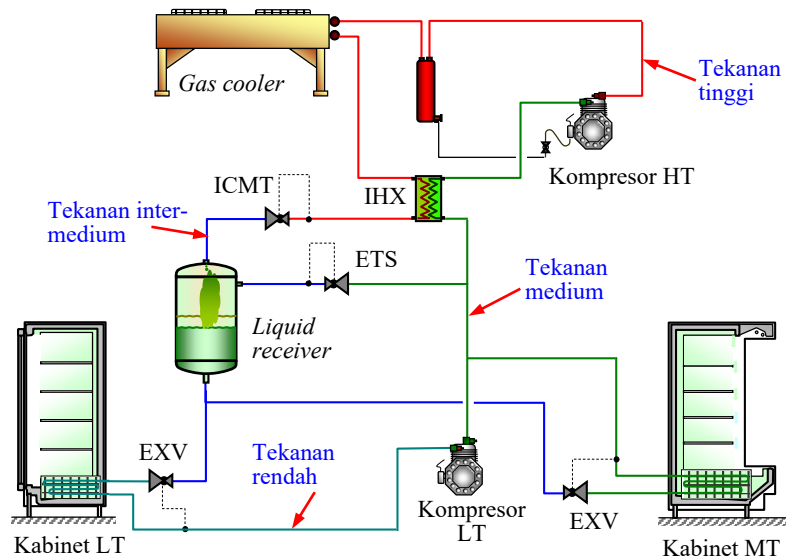 Gas cooler
Tekanan
tinggi
Kompresor HT
ICMT
IHX
Tekanan inter-
medium
ETS
Tekanan
medium
Liquid
receiver
EXV
Tekanan
rendah
Kompresor
LT
EXV
Kabinet LT
Kabinet MT